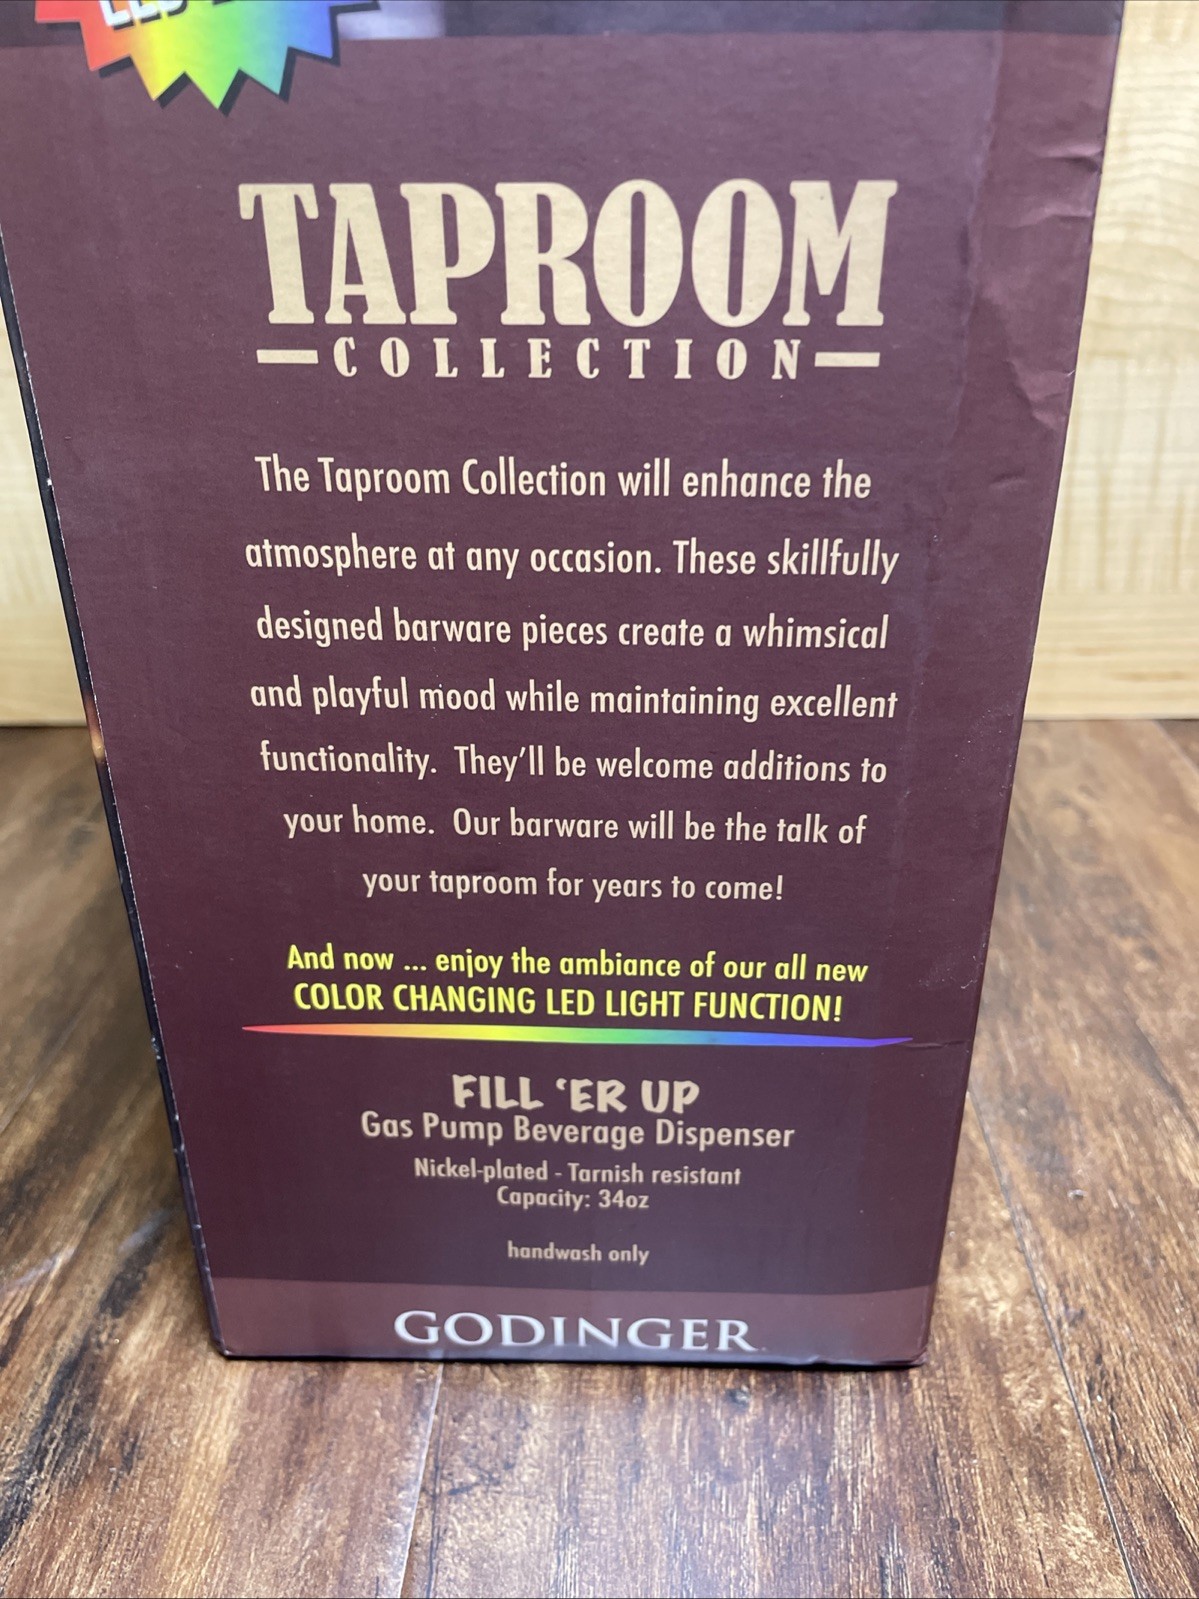 LED
TAPROOM
COLLECTION
The Taproom Collection will enhance the
atmosphere at any occasion. These skillfully
designed barware pieces create a whimsical
and playful mood while maintaining excellent
functionality. They'll be welcome additions to
your home. Our barware will be the talk of
your taproom for years to come!
And now ... enjoy the ambiance of our all new
COLOR CHANGING LED LIGHT FUNCTION!
FILL 'ER UP
Gas Pump Beverage Dispenser
Nickel-plated - Tarnish resistant
Capacity: 34oz
handwash only
GODINGER